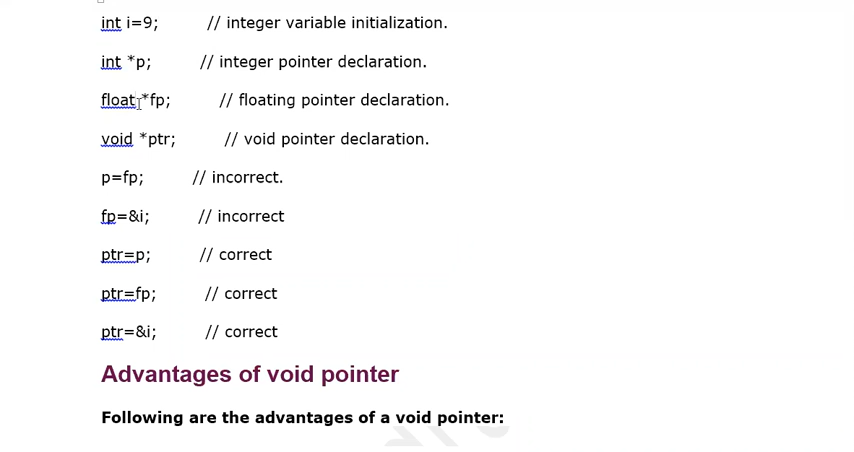 int i=9; // integer variable initialization.
int *p; // integer pointer declaration.
float *fp; // floating pointer declaration.
void *ptr; // void pointer declaration.
p=fp; // incorrect.
fp=&i; // incorrect
ptr=p; // correct
ptr=fp; // correct
ptr=&i; // correct
Advantages of void pointer
Following are the advantages of a void pointer: